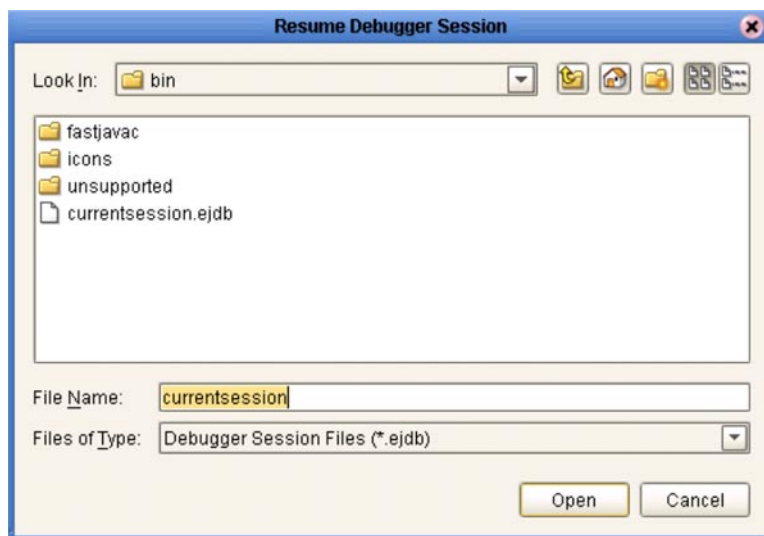 Resume Debugger Session
Look In: bin
fastjavac
icons
unsupported
currentsession.ejdb
File Name: currentsession
Files of Type: Debugger Session Files (*.ejdb)
Open Cancel